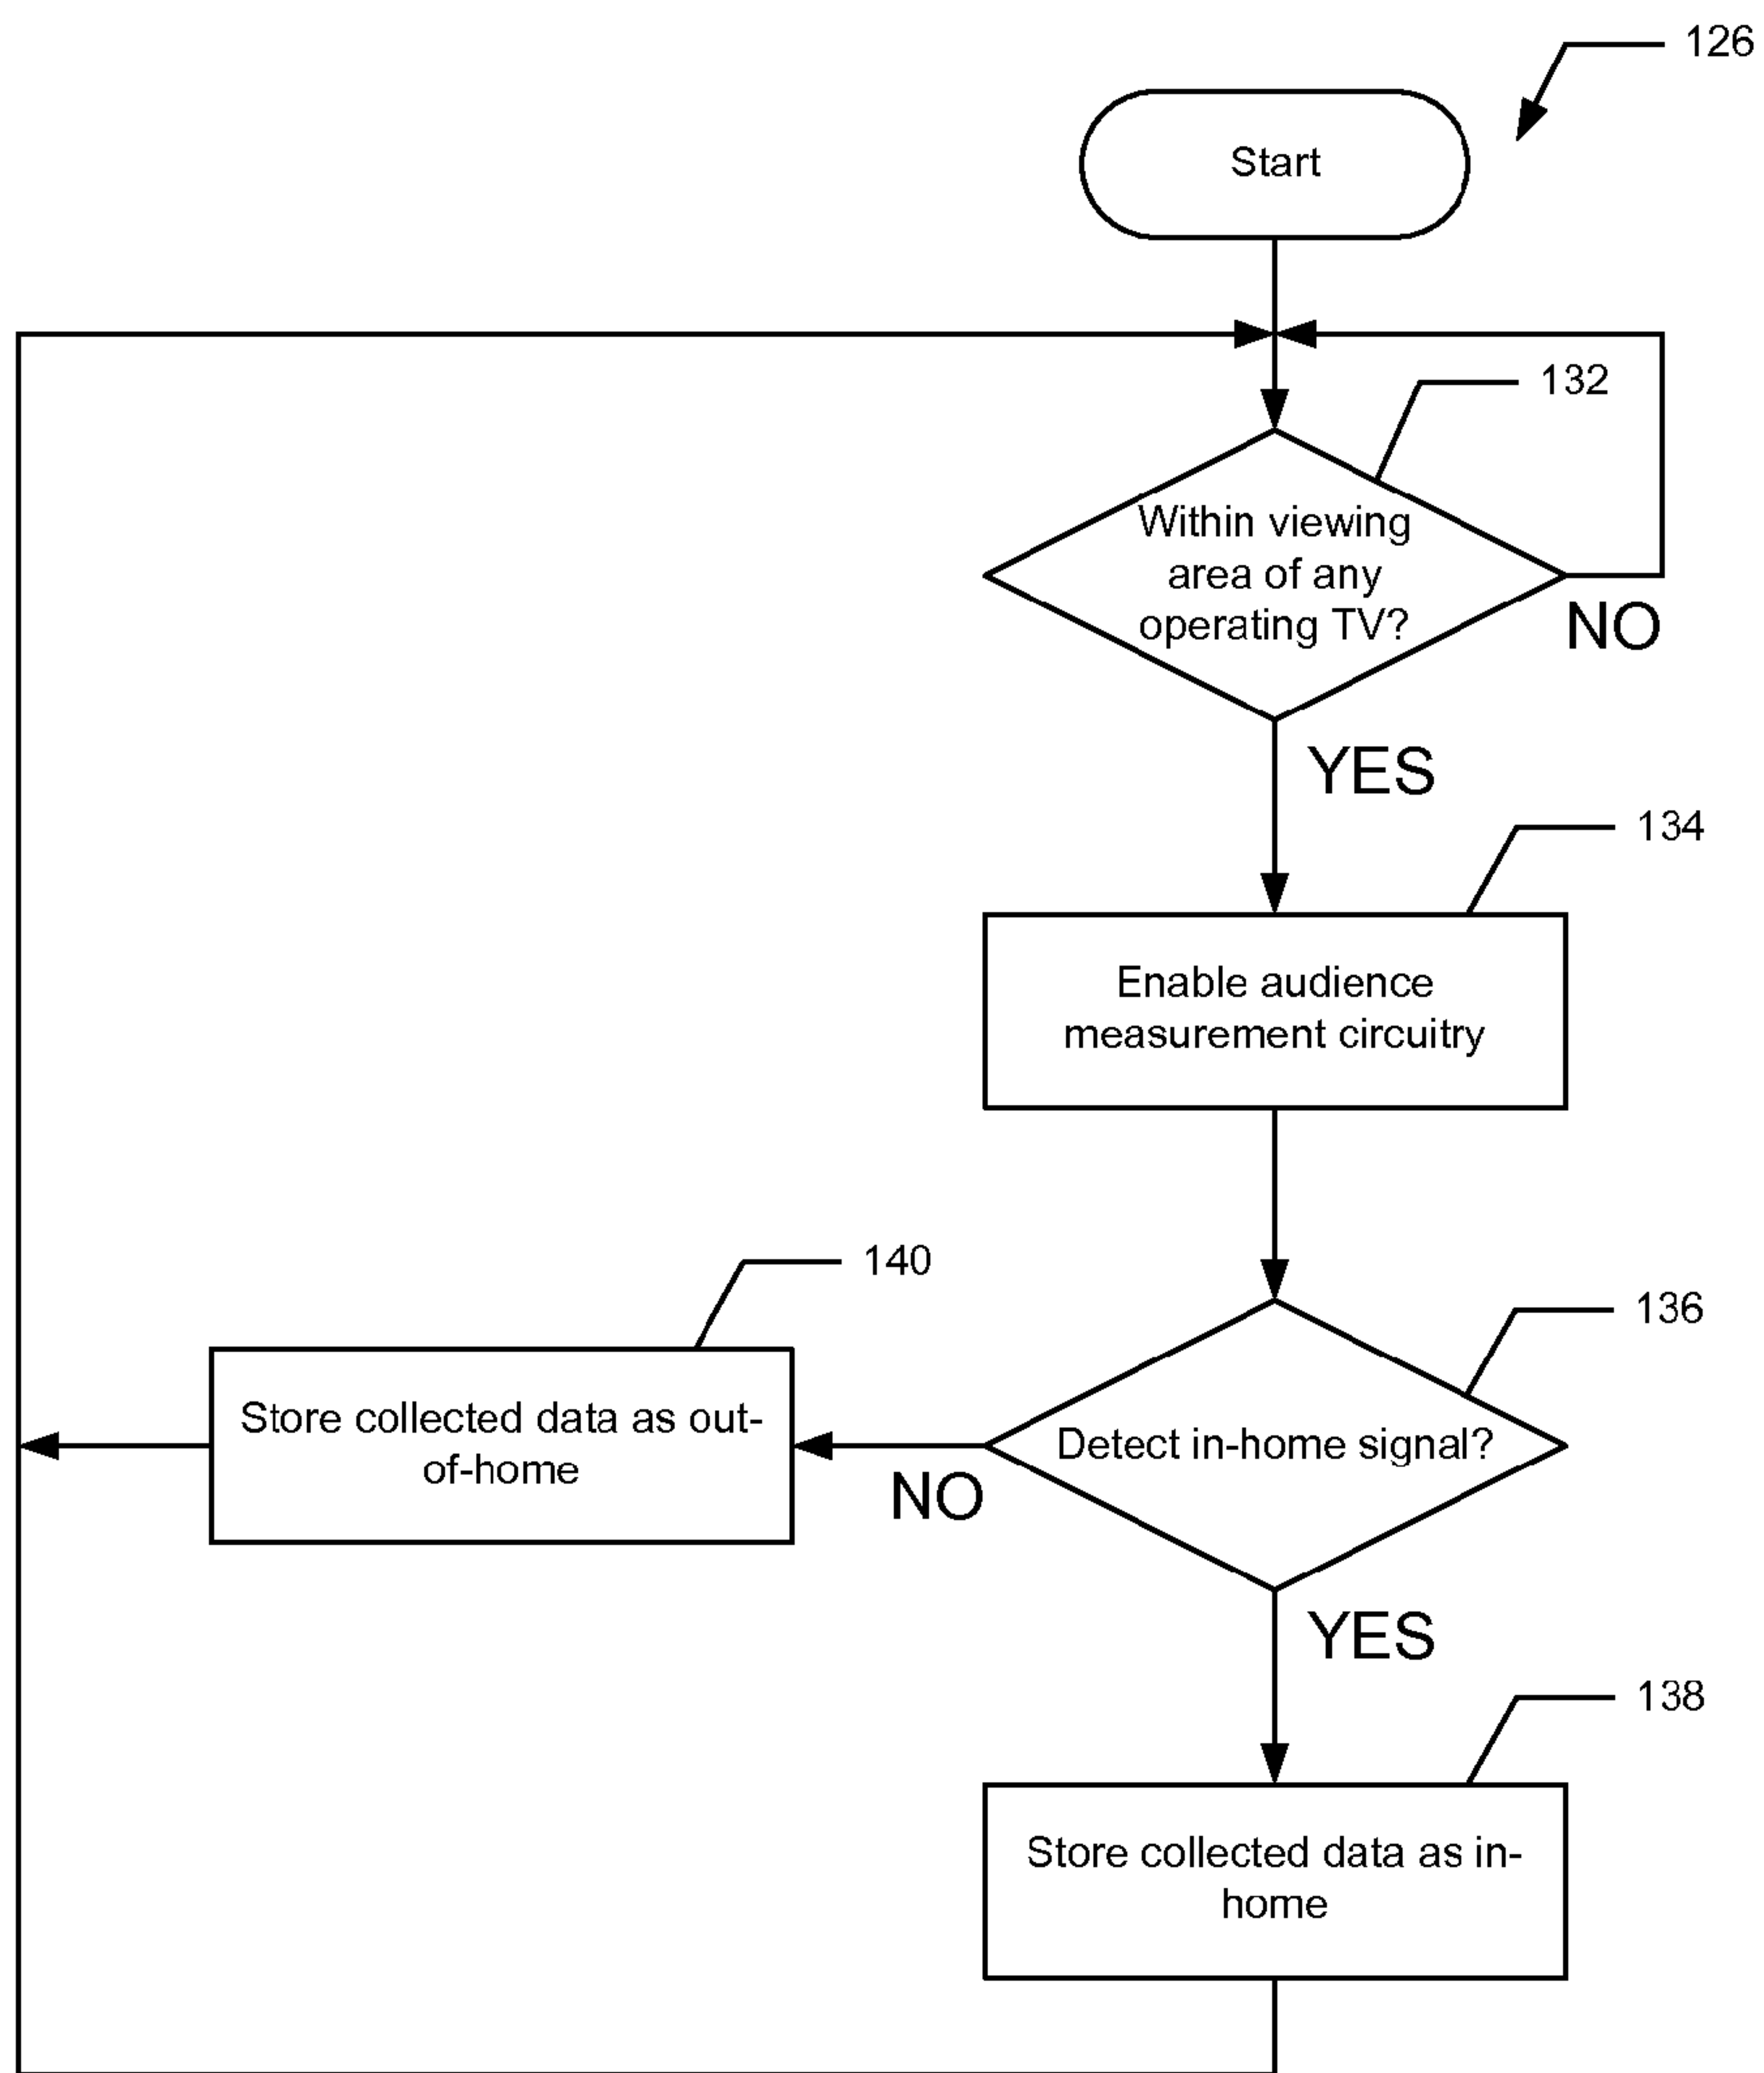 126
Start
132
Within viewing
area of any
operating TV?
NO
YES
134
Enable audience
measurement circuitry
140
136
Store collected data as out-
of-home
Detect in-home signal?
NO
YES
138
Store collected data as in-
home